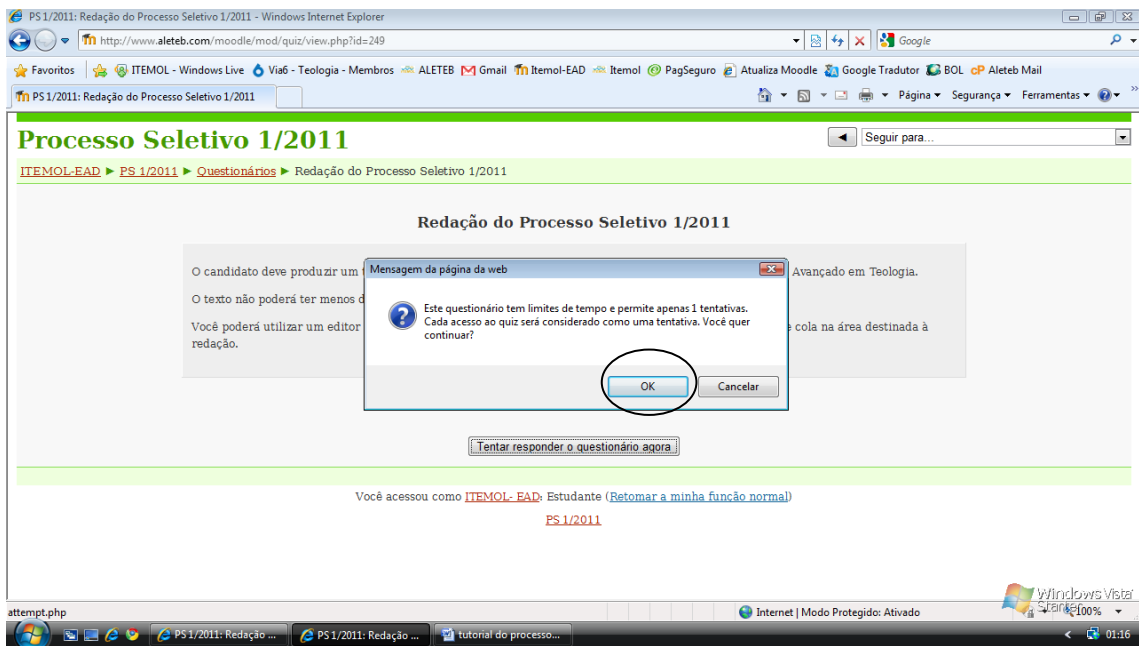 PS 1/2011: Redação do Processo Seletivo 1/2011 - Windows Internet Explorer
http://www.aleteb.com/moodle/mod/quiz/view.php?id=249
Google
Favoritos ITEMOL - Windows Live Via6 - Teologia - Membros ALETEB Gmail Itemol-EAD Itemol PagSeguro Atualiza Moodle Google Tradutor BOL Aleteb Mail
PS 1/2011: Redação do Processo Seletivo 1/2011
Página Segurança Ferramentas
Processo Seletivo 1/2011
Seguir para...
ITEMOL-EAD ► PS 1/2011 ► Questionários ► Redação do Processo Seletivo 1/2011
Redação do Processo Seletivo 1/2011
O candidato deve produzir um
Avançado em Teologia.
O texto não poderá ter menos
Você poderá utilizar um editor
cola na área destinada à
redação.
Mensagem da página da web
Este questionário tem limites de tempo e permite apenas 1 tentativas.
Cada acesso ao quiz será considerado como uma tentativa. Você quer
continuar?
OK
Cancelar
Tentar responder o questionário agora
Você acessou como ITEMOL- EAD: Estudante (Retomar a minha função normal)
PS 1/2011
Windows Vista
Starter
attempt.php
Internet | Modo Protegido: Ativado
100%
PS 1/2011: Redação ...
PS 1/2011: Redação ...
tutorial do processo...
01:16